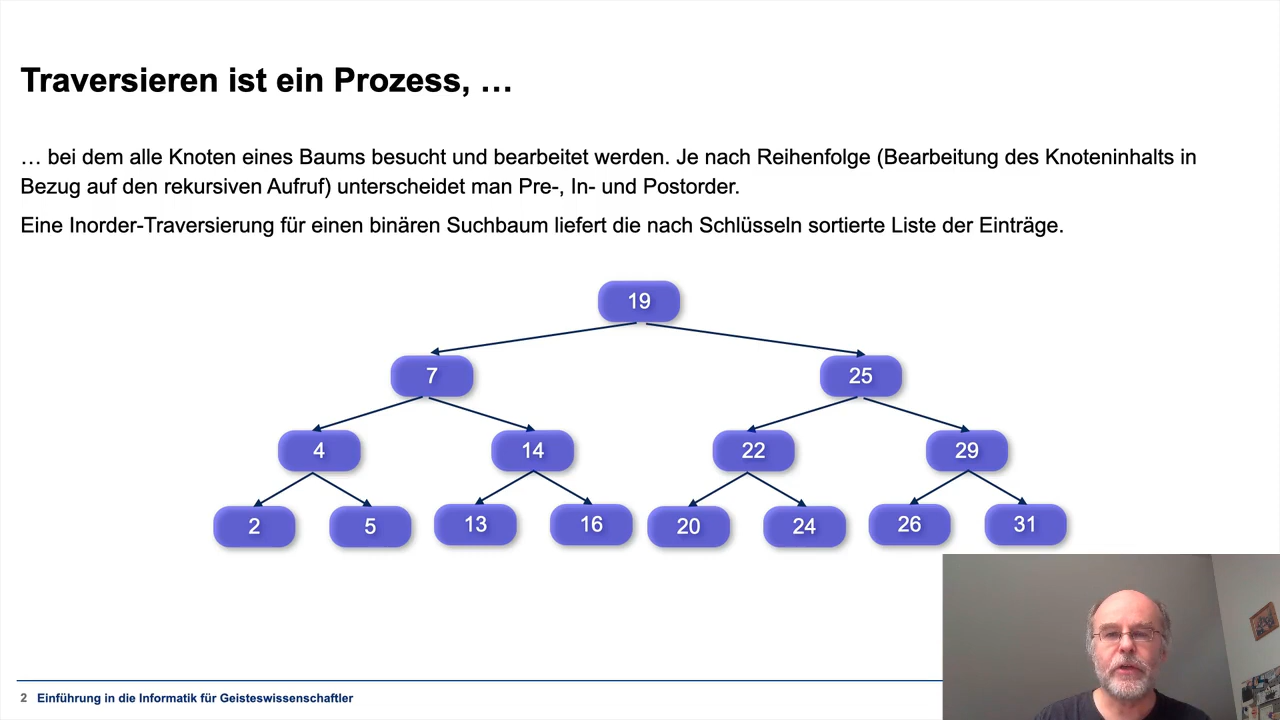 Traversieren ist ein Prozess, …
… bei dem alle Knoten eines Baums besucht und bearbeitet werden. Je nach Reihenfolge (Bearbeitung des Knoteninhalts in
Bezug auf den rekursiven Aufruf) unterscheidet man Pre-, In- und Postorder.
Eine Inorder-Traversierung für einen binären Suchbaum liefert die nach Schlüsseln sortierte Liste der Einträge.
19
7 25
4 14 22 29
2 5 13 16 20 24 26 31
2 Einführung in die Informatik für Geisteswissenschaftler